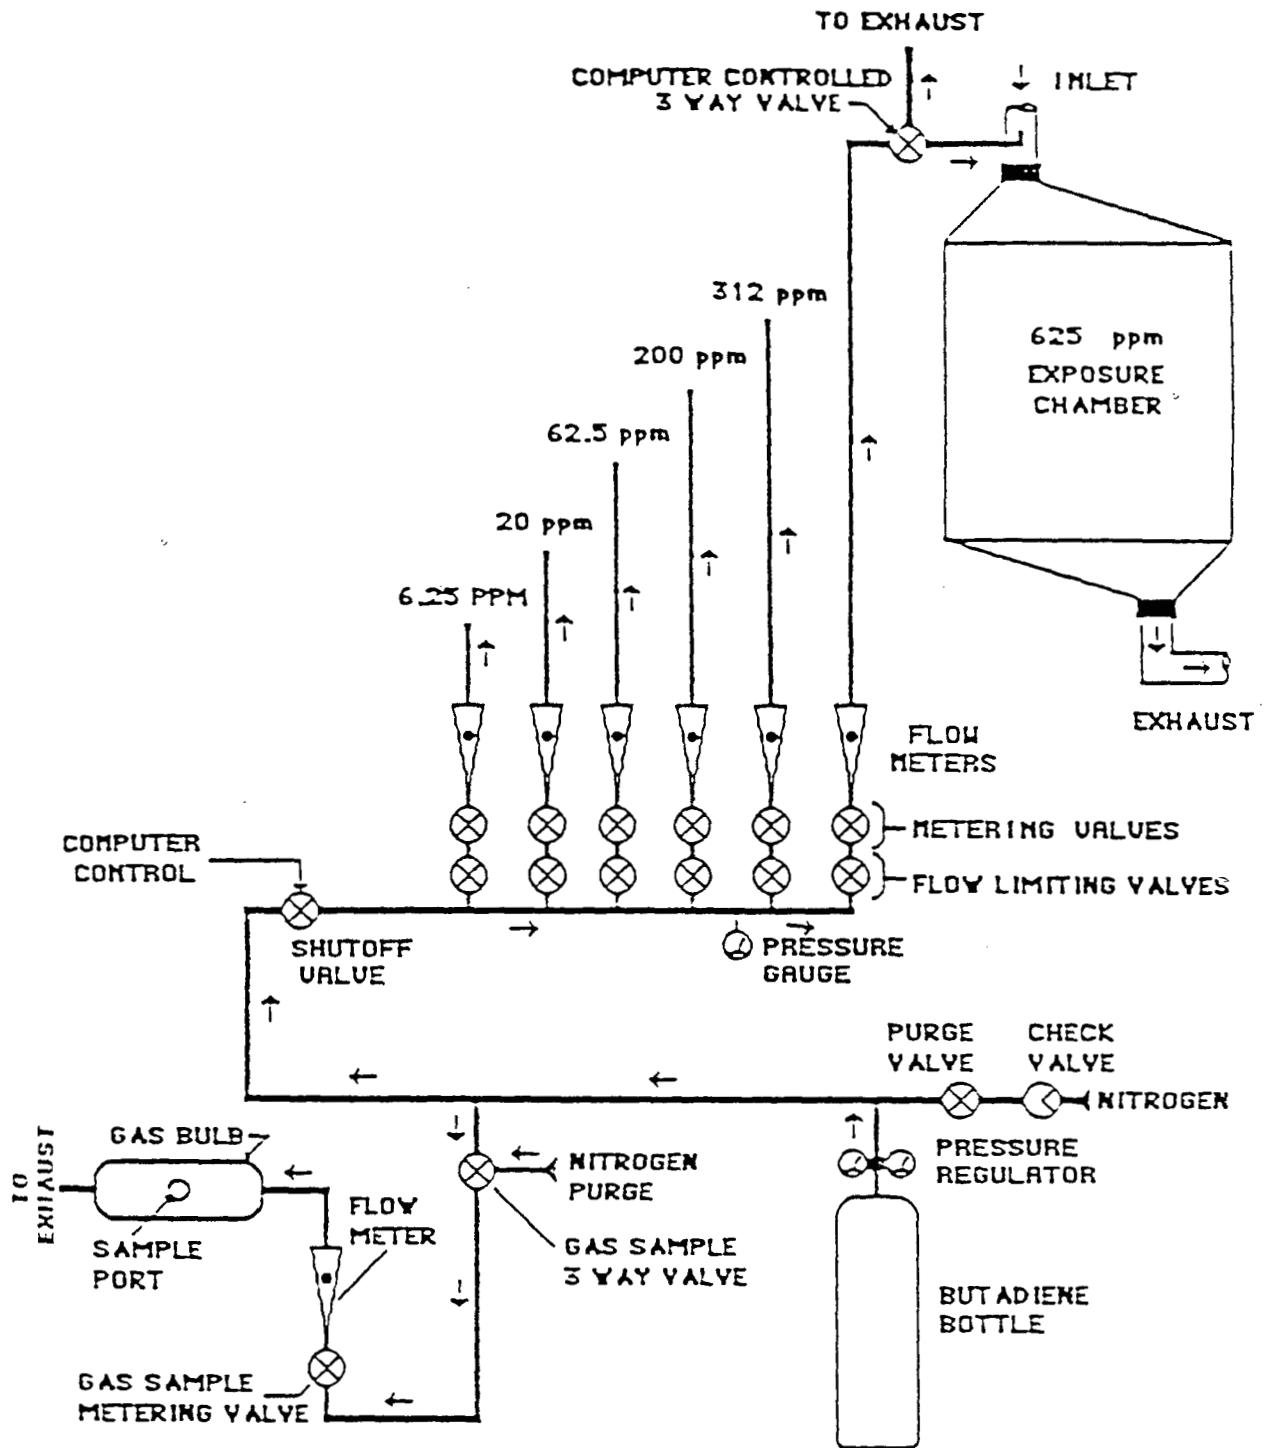 TO EXHAUST
COMPUTER CONTROLLED
3 WAY VALVE
INLET
312 ppm
200 ppm
62.5 ppm
20 ppm
6.25 PPM
625 ppm
EXPOSURE
CHAMBER
EXHAUST
FLOW
METERS
METERING VALVES
FLOW LIMITING VALVES
COMPUTER
CONTROL
SHUTOFF
VALVE
PRESSURE
GAUGE
PURGE
VALVE
CHECK
VALVE
NITROGEN
PRESSURE
REGULATOR
NITROGEN
PURGE
GAS BULB
TO
EXHAUST
SAMPLE
PORT
FLOW
METER
GAS SAMPLE
3 WAY VALVE
BUTADIENE
BOTTLE
GAS SAMPLE
METERING VALVE